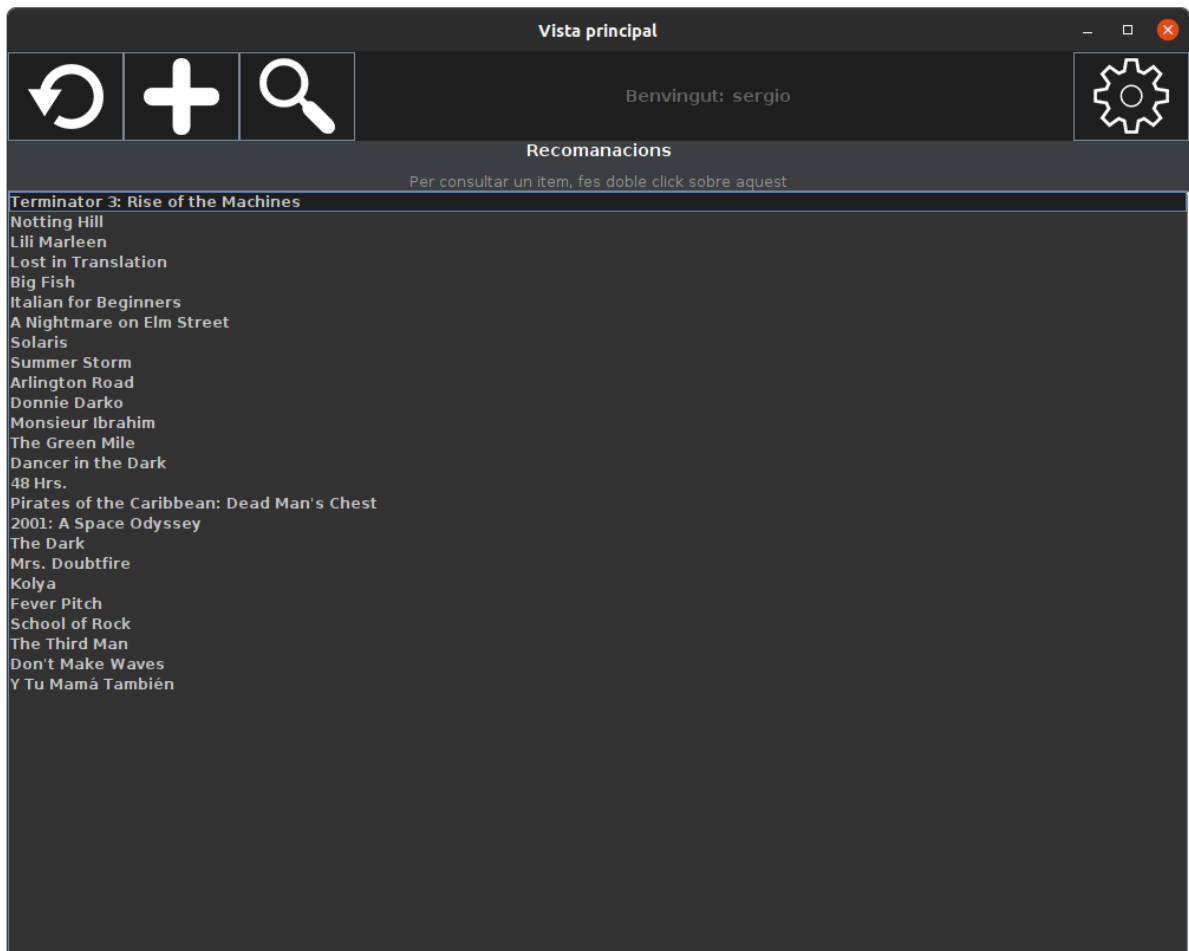 Vista principal
Benvingut: sergio
Recomanacions
Per consultar un item, fes doble click sobre aquest
Terminator 3: Rise of the Machines
Notting Hill
Lili Marleen
Lost in Translation
Big Fish
Italian for Beginners
A Nightmare on Elm Street
Solaris
Summer Storm
Arlington Road
Donnie Darko
Monsieur Ibrahim
The Green Mile
Dancer in the Dark
48 Hrs.
Pirates of the Caribbean: Dead Man's Chest
2001: A Space Odyssey
The Dark
Mrs. Doubtfire
Kolya
Fever Pitch
School of Rock
The Third Man
Don't Make Waves
Y Tu Mamá También